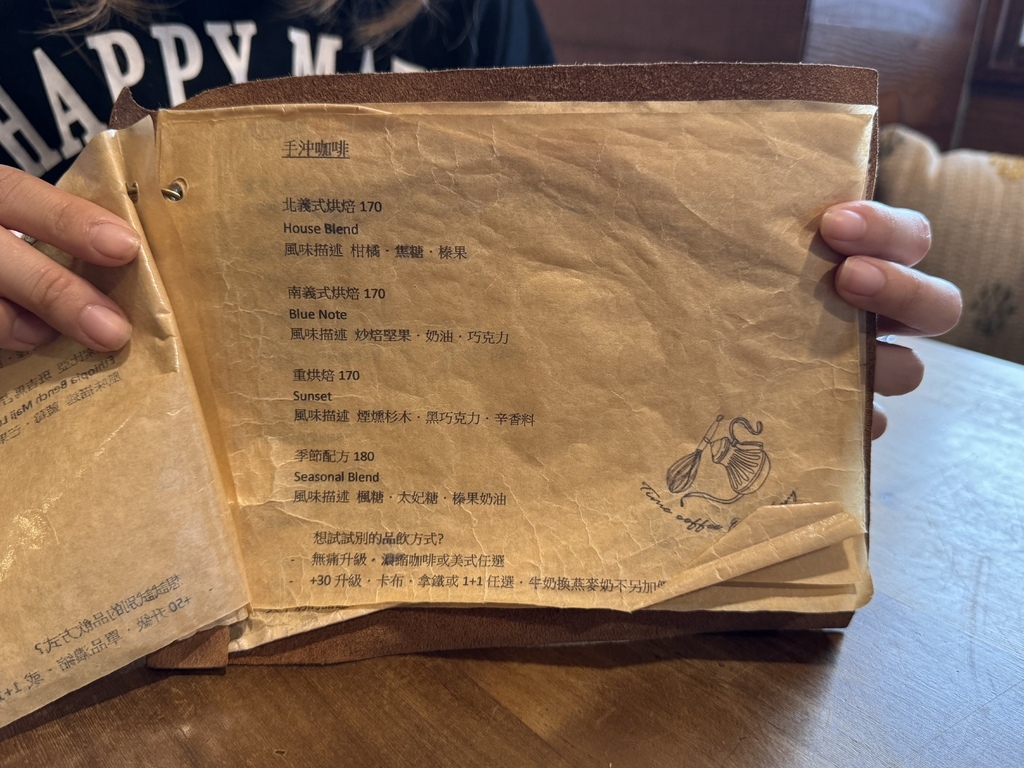 HAPPY
手沖咖啡
北義式烘焙 170
House Blend
風味描述 柑橘·焦糖·榛果
南義式烘焙 170
Blue Note
風味描述 炒焙堅果·奶油·巧克力
重烘焙 170
Sunset
風味描述 煙燻杉木·黑巧克力·辛香料
季節配方 180
Seasonal Blend
風味描述 楓糖·太妃糖·榛果奶油
想試試別的品飲方式?
- 無痛升級。濃縮咖啡或美式任選
- +30 升級·卡布·拿鐵或 1+1 任選·牛奶換燕麥奶不另加
Time coffee